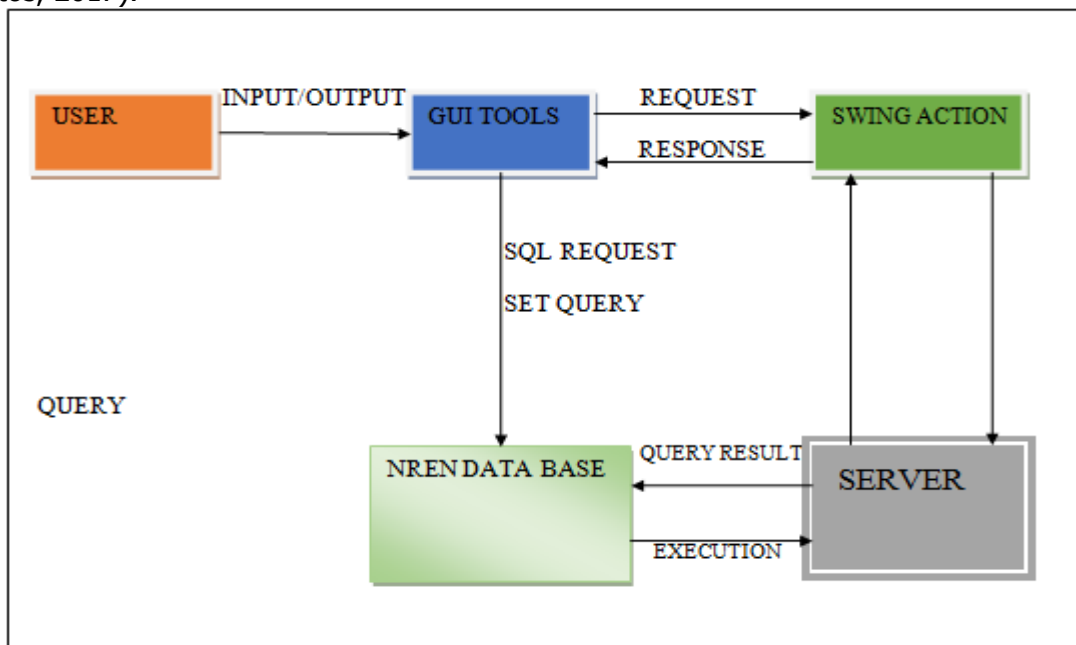 USER
INPUT/OUTPUT
GUI TOOLS
REQUEST
SWING ACTION
RESPONSE
SQL REQUEST
SET QUERY
QUERY
NREN DATA BASE
QUERY RESULT
SERVER
EXECUTION